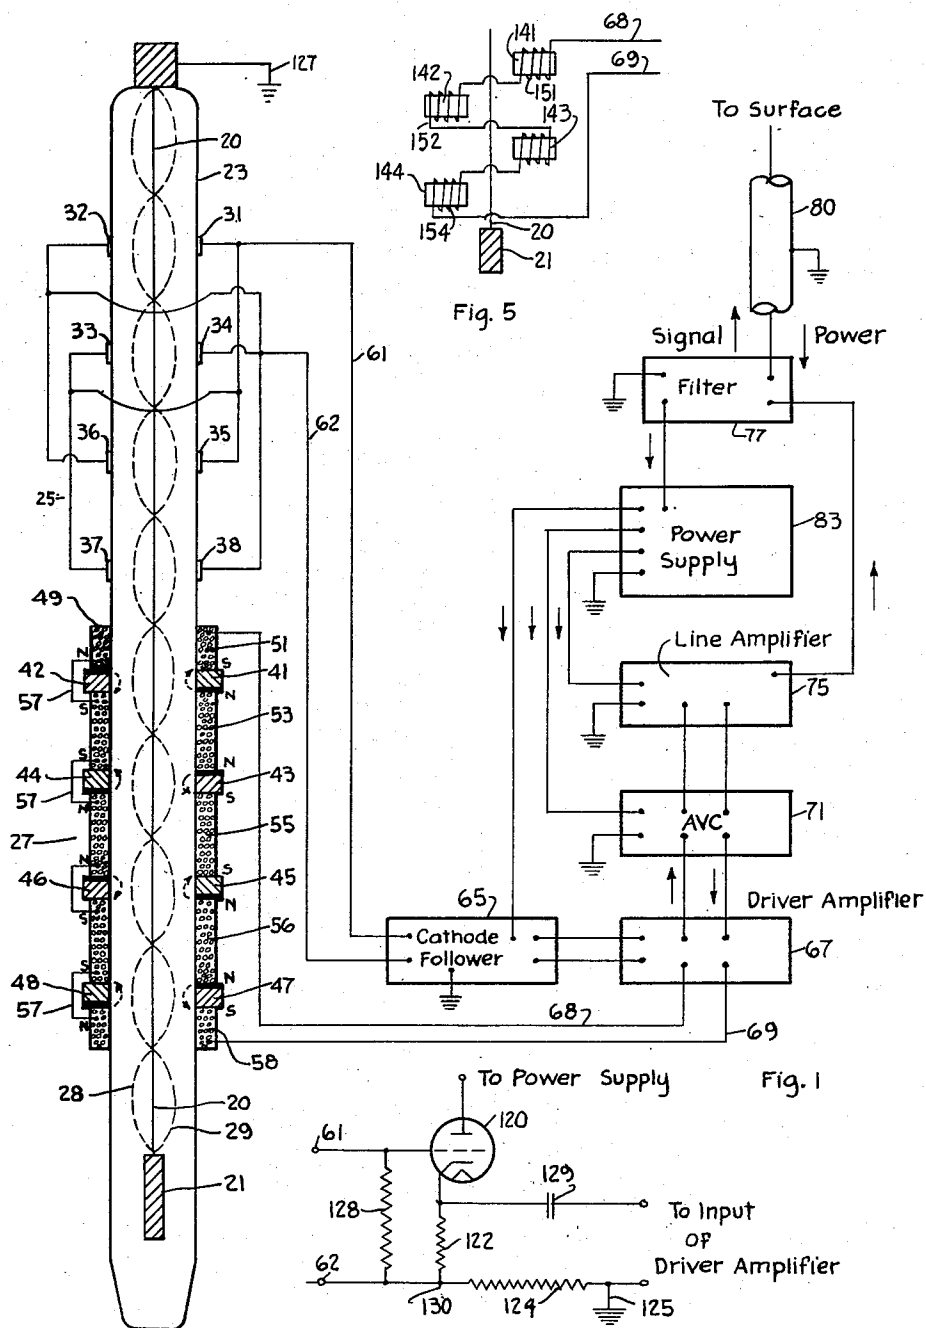 127
20
23
32
31
33
34
61
62
36
35
25
37
38
49
51
N
S
42
41
57
S
N
53
S
N
44
43
57
N
S
55
27
N
S
46
45
S
N
56
S
N
48
47
57
N
S
58
28
20
29
21
68
141
69
142
151
143
152
144
154
20
21
Fig. 5
To Surface
80
Signal
Power
Filter
77
Power
Supply
83
Line Amplifier
75
AVC
71
Driver Amplifier
65
Cathode
Follower
67
68
69
Fig. 1
To Power Supply
61
120
129
128
122
To Input
OF
Driver Amplifier
62
130
124
125